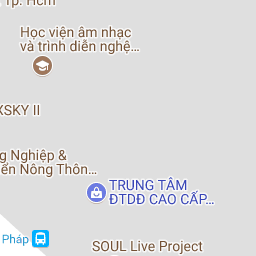 Tp. Hcm
Học viện âm nhạc
và trình diễn nghệ...
XSKY II
g Nghiệp &
ển Nông Thôn...
TRUNG TÂM
ĐTDĐ CAO CẤP...
Pháp
SOUL Live Project